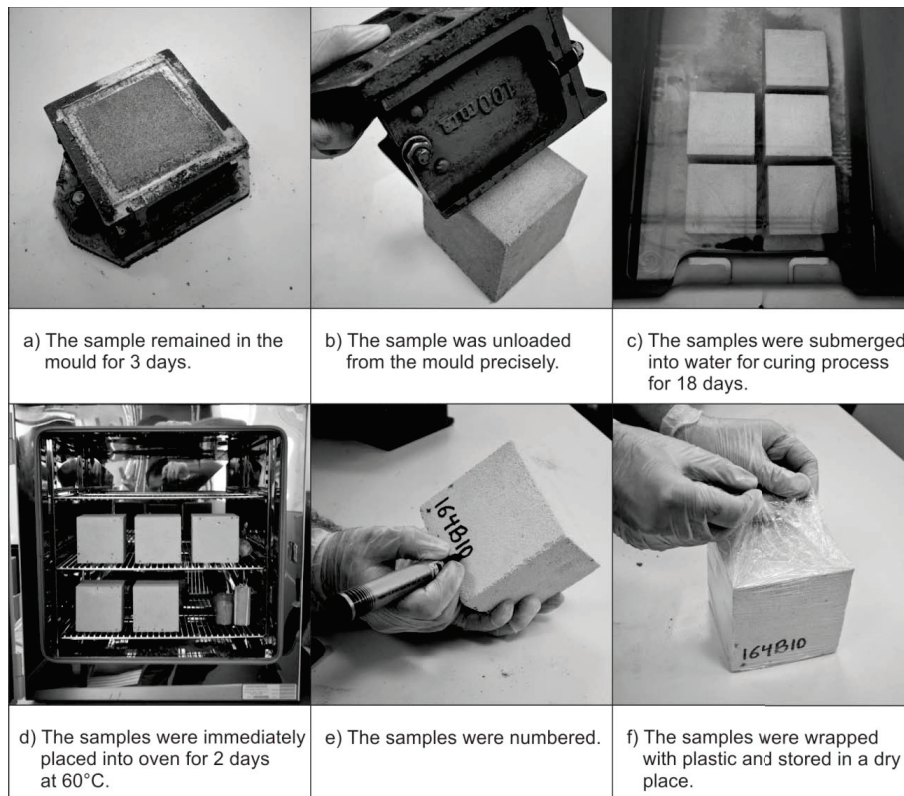 100mm
a) The sample remained in the
mould for 3 days.
b) The sample was unloaded
from the mould precisely.
c) The samples were submerged
into water for curing process
for 18 days.
164B10
164B10
d) The samples were immediately
placed into oven for 2 days
at 60°C.
e) The samples were numbered.
f) The samples were wrapped
with plastic and stored in a dry
place.